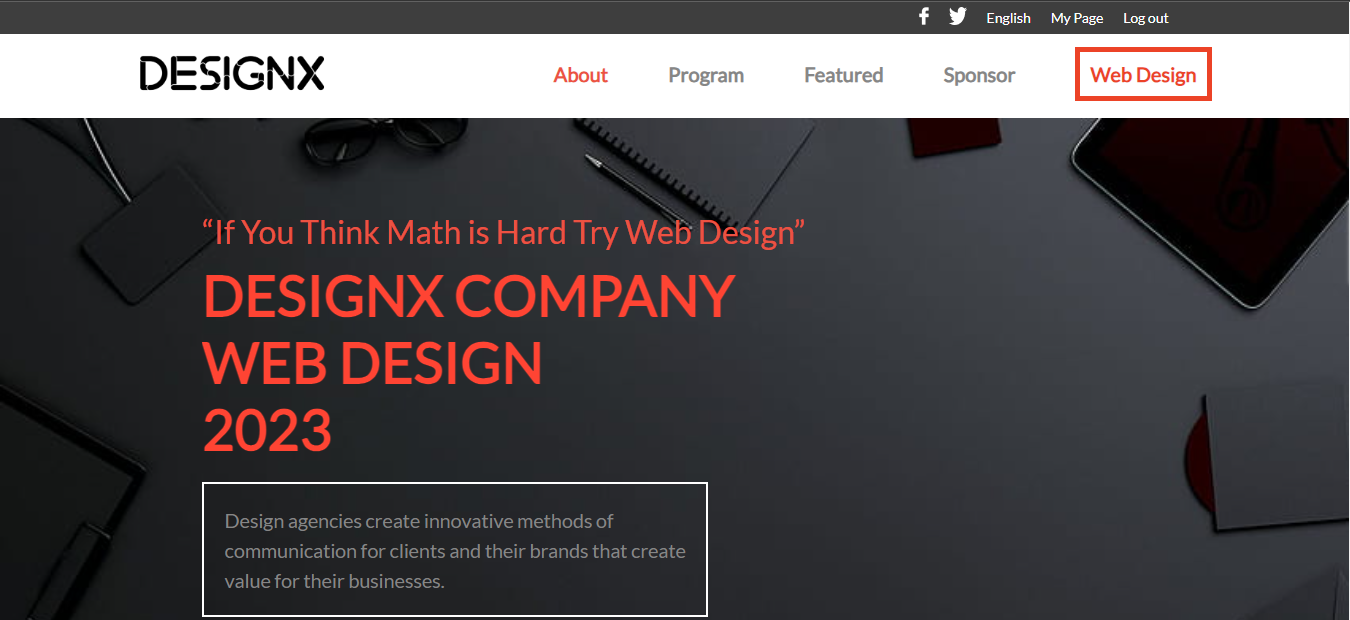 English My Page Log out
DESIGNX
About Program Featured Sponsor Web Design
“If You Think Math is Hard Try Web Design”
DESIGNX COMPANY
WEB DESIGN
2023
Design agencies create innovative methods of
communication for clients and their brands that create
value for their businesses.